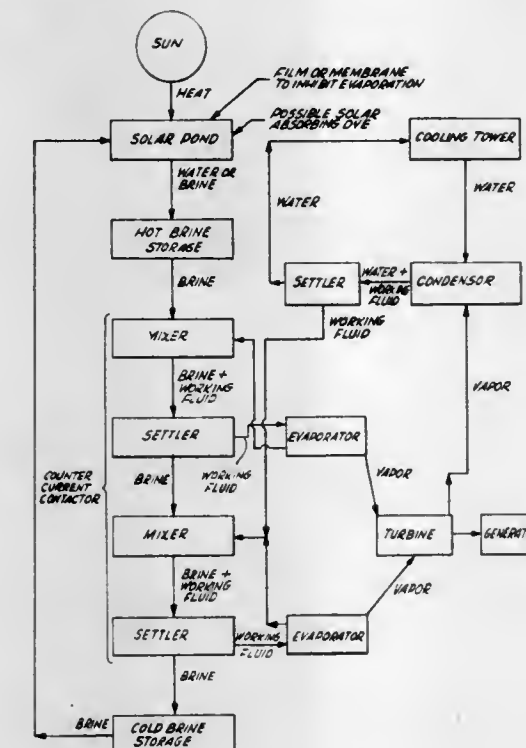 SUN
HEAT
FILM OR MEMBRANE
TO INHIBIT EVAPORATION
POSSIBLE SOLAR
ABSORBING DYE
SOLAR POND
COOLING TOWER
WATER OR
BRINE
WATER
WATER
HOT BRINE
STORAGE
BRINE
SETTLER
WATER +
WORKING
FLUID
CONDENSOR
WORKING
FLUID
MIXER
BRINE +
WORKING
FLUID
VAPOR
SETTLER
EVAPORATOR
WORKING
FLUID
VAPOR
COUNTER
CURRENT
CONTACTOR
BRINE
MIXER
TURBINE
GENERAT
BRINE +
WORKING
FLUID
VAPOR
SETTLER
WORKING
FLUID
EVAPORATOR
BRINE
BRINE
COLD BRINE
STORAGE